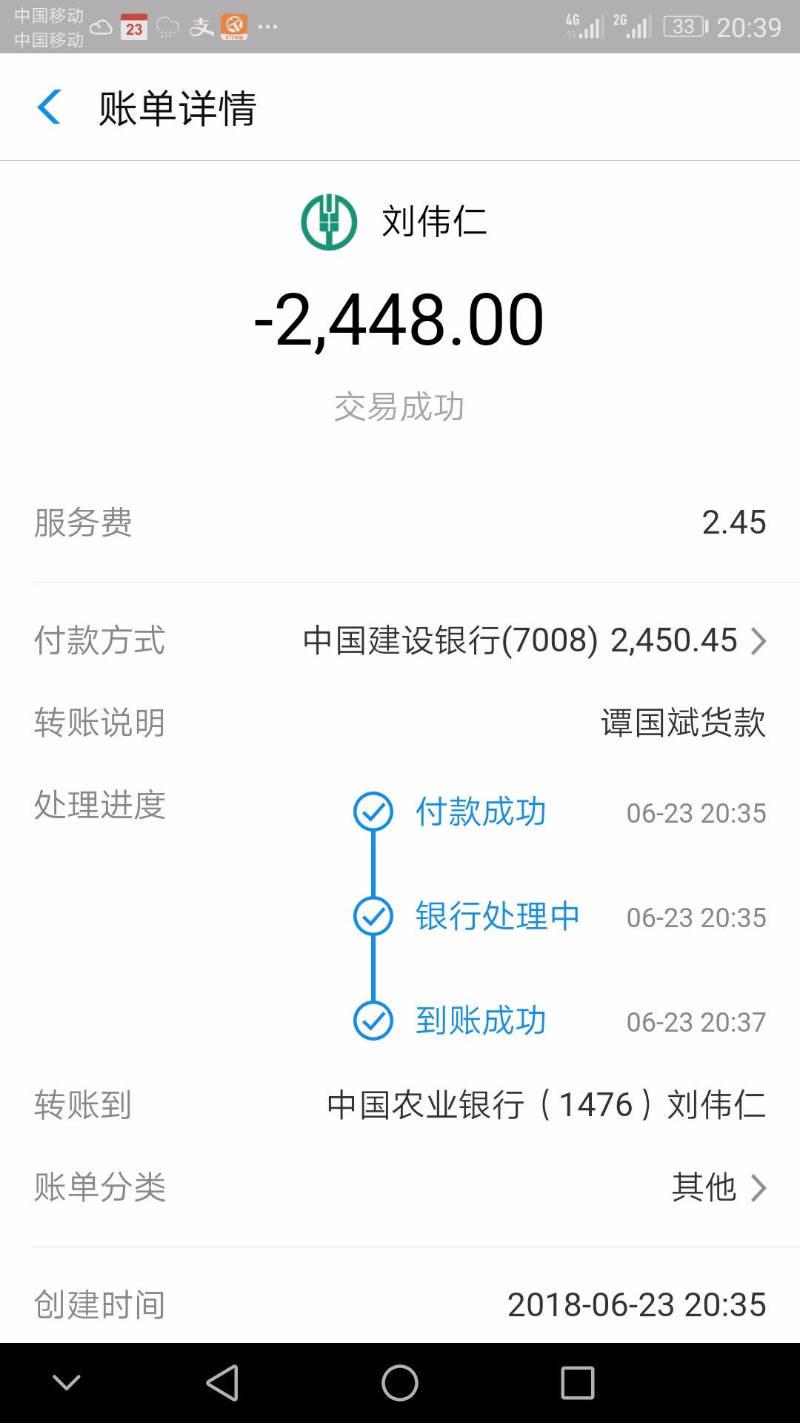 中国移动
中国移动
23
支
4G
2G
33
20:39
账单详情
刘伟仁
-2,448.00
交易成功
服务费 2.45
付款方式 中国建设银行(7008) 2,450.45
转账说明 谭国斌货款
处理进度 付款成功 06-23 20:35
银行处理中 06-23 20:35
到账成功 06-23 20:37
转账到 中国农业银行（1476）刘伟仁
账单分类 其他
创建时间 2018-06-23 20:35